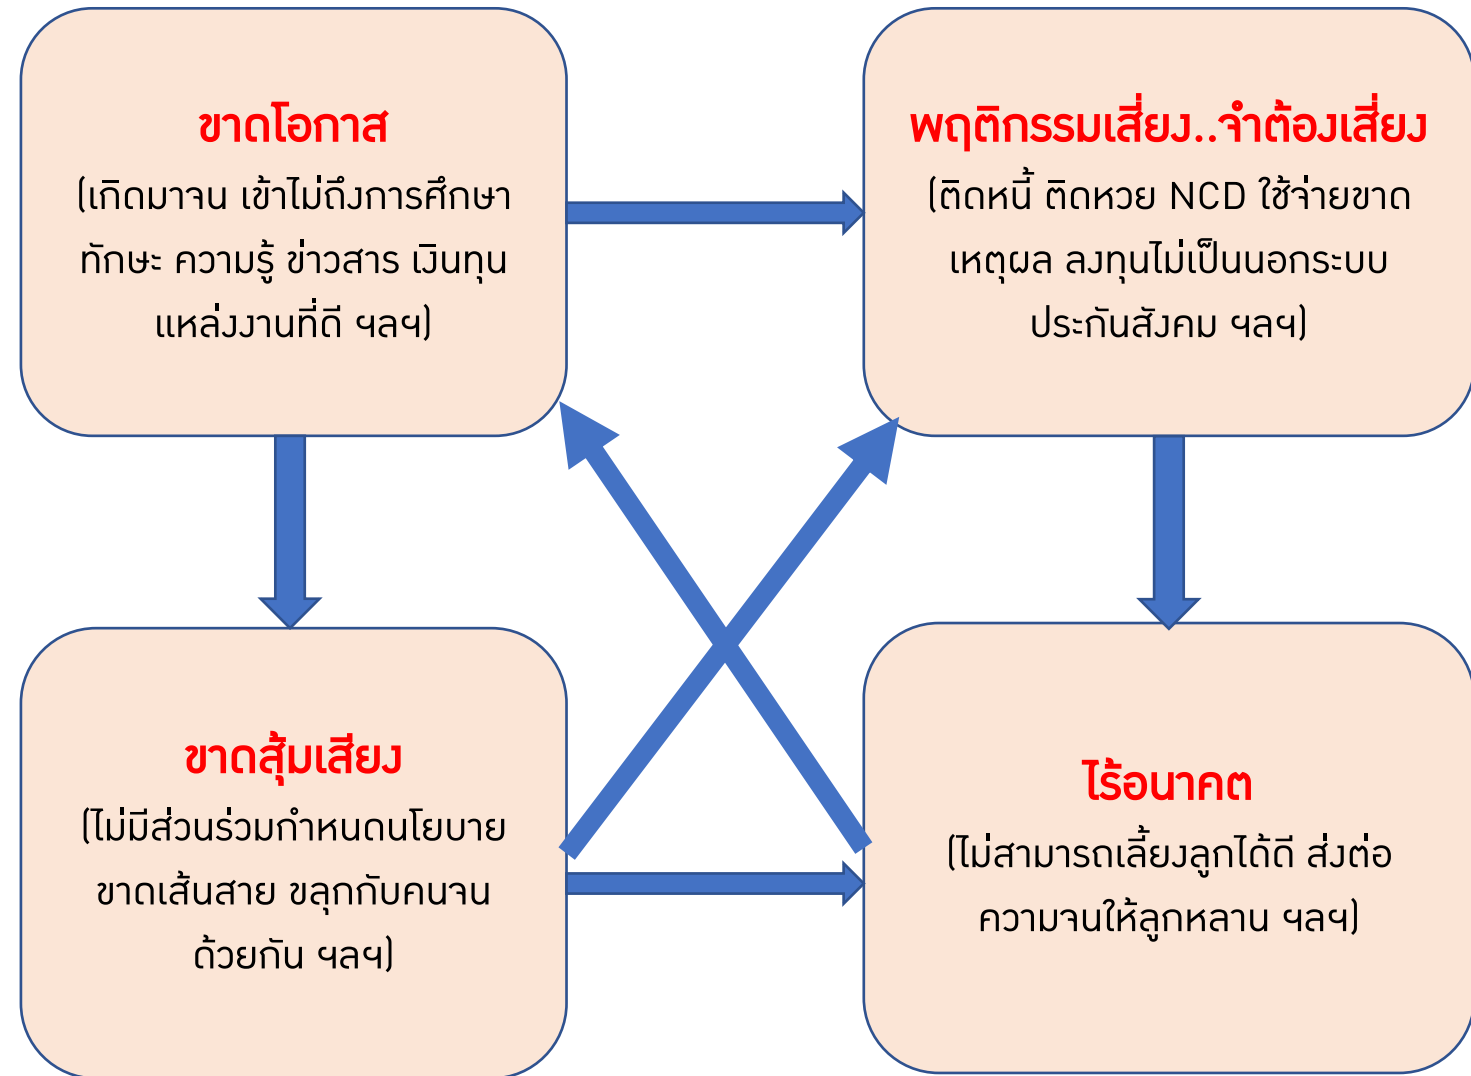 ขาดโอกาส
(เกิดมาจน เข้าไม่ถึงการศึกษา
ทักษะ ความรู้ ข่าวสาร เงินทุน
แหล่งงานที่ดี ฯลฯ)
พฤติกรรมเสี่ยง..จำต้องเสี่ยง
(ติดหนี้ ติดหวย NCD ใช้จ่ายขาด
เหตุผล ลงทุนไม่เป็นนอกระบบ
ประกันสังคม ฯลฯ)
ขาดสุ้มเสียง
(ไม่มีส่วนร่วมกำหนดนโยบาย
ขาดเส้นสาย ขลุกกับคนจน
ด้วยกัน ฯลฯ)
ไร้อนาคต
(ไม่สามารถเลี้ยงลูกได้ดี ส่งต่อ
ความจนให้ลูกหลาน ฯลฯ)